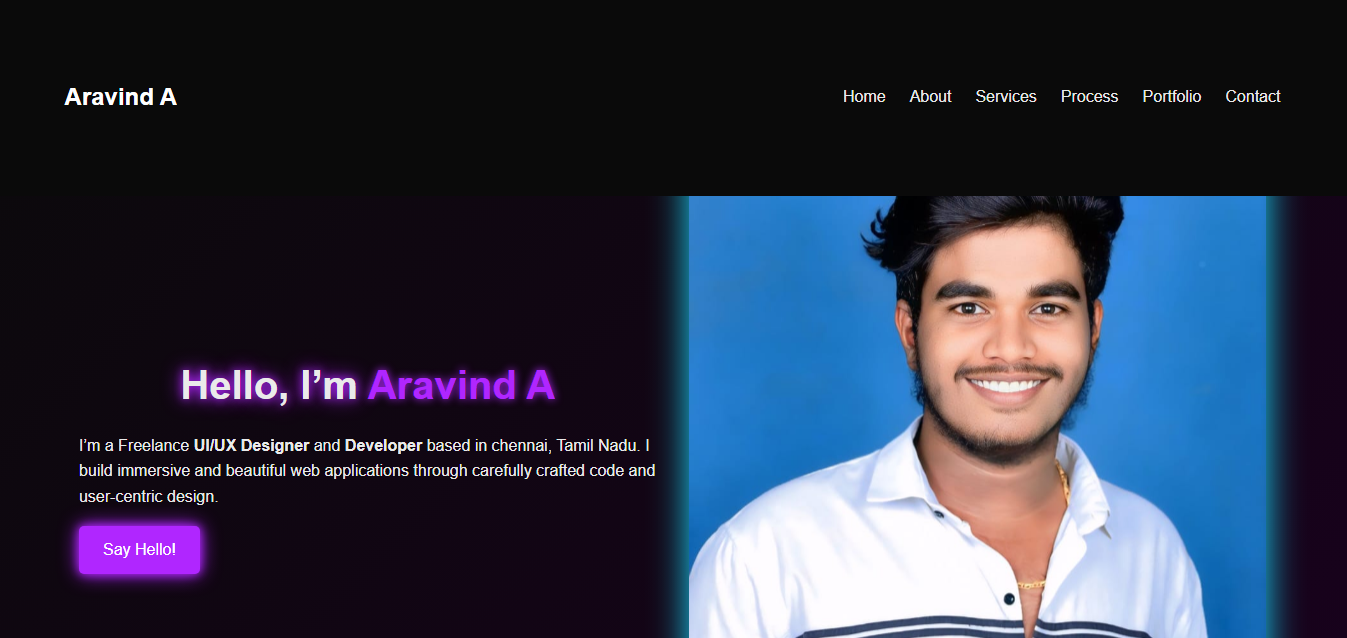 Aravind A
Home About Services Process Portfolio Contact
Hello, I’m Aravind A
I’m a Freelance UI/UX Designer and Developer based in chennai, Tamil Nadu. I
build immersive and beautiful web applications through carefully crafted code and
user-centric design.
Say Hello!